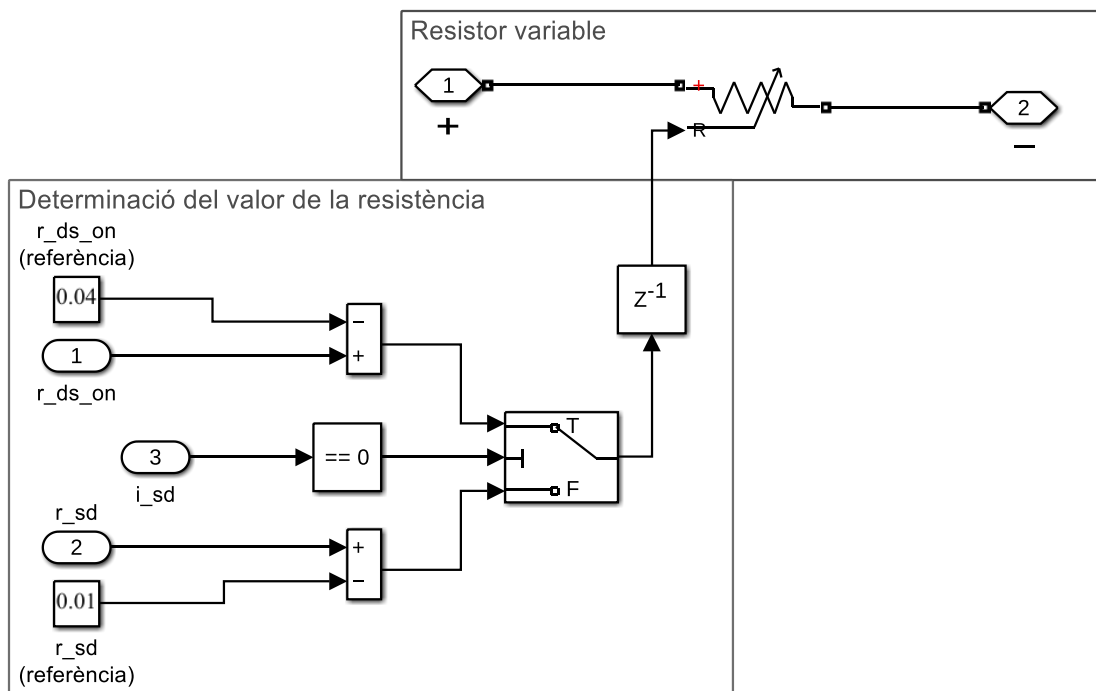 Resistor variable
1
+
+
R
2
−
Determinació del valor de la resistència
r_ds_on
(referència)
0.04
−
1
+
r_ds_on
3
== 0
T
F
i_sd
Z-1
r_sd
2
+
−
0.01
r_sd
(referència)